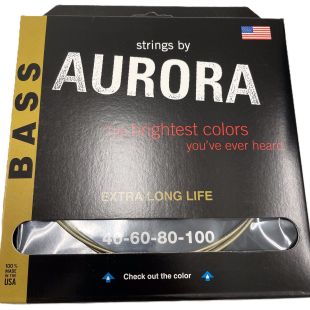 BASS
strings by
AURORA
the brightest colors
you've ever heard
EXTRA LONG LIFE
40-60-80-100
100%
MADE
IN THE
USA
Check out the color